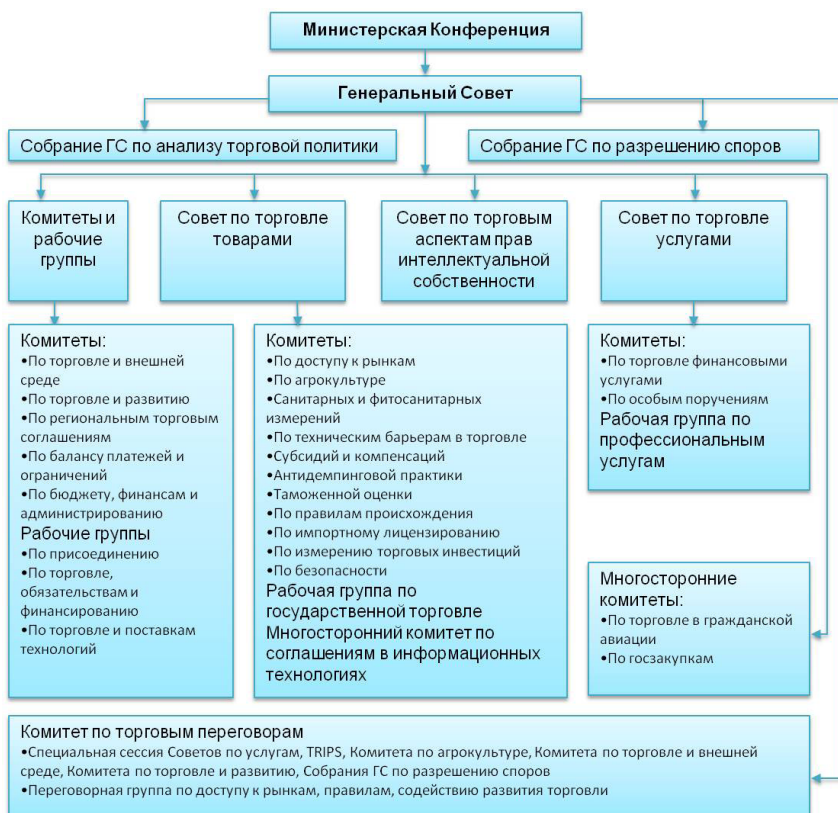 Министерская Конференция
Генеральный Совет
Собрание ГС по анализу торговой политики
Собрание ГС по разрешению споров
Комитеты и
рабочие
группы
Совет по торговле
товарами
Совет по торговым
аспектам прав
интеллектуальной
собственности
Совет по торговле
услугами
Комитеты:
•По торговле и внешней
среде
•По торговле и развитию
•По региональным торговым
соглашениям
•По балансу платежей и
ограничений
•По бюджету, финансам и
администрированию
Рабочие группы
•По присоединению
•По торговле,
обязательствам и
финансированию
•По торговле и поставкам
технологий
Комитеты:
•По доступу к рынкам
•По агрокультуре
•Санитарных и фитосанитарных
измерений
•По техническим барьерам в торговле
•Субсидий и компенсаций
•Антидемпинговой практики
•Таможенной оценки
•По правилам происхождения
•По импортному лицензированию
•По измерению торговых инвестиций
•По безопасности
Рабочая группа по
государственной торговле
Многосторонний комитет по
соглашениям в информационных
технологиях
Комитеты:
•По торговле финансовыми
услугами
•По особым поручениям
Рабочая группа по
профессиональным
услугам
Многосторонние
комитеты:
•По торговле в гражданской
авиации
•По госзакупкам
Комитет по торговым переговорам
•Специальная сессия Советов по услугам, TRIPS, Комитета по агрокультуре, Комитета по торговле и внешней
среде, Комитета по торговле и развитию, Собрания ГС по разрешению споров
•Переговорная группа по доступу к рынкам, правилам, содействию развития торговли